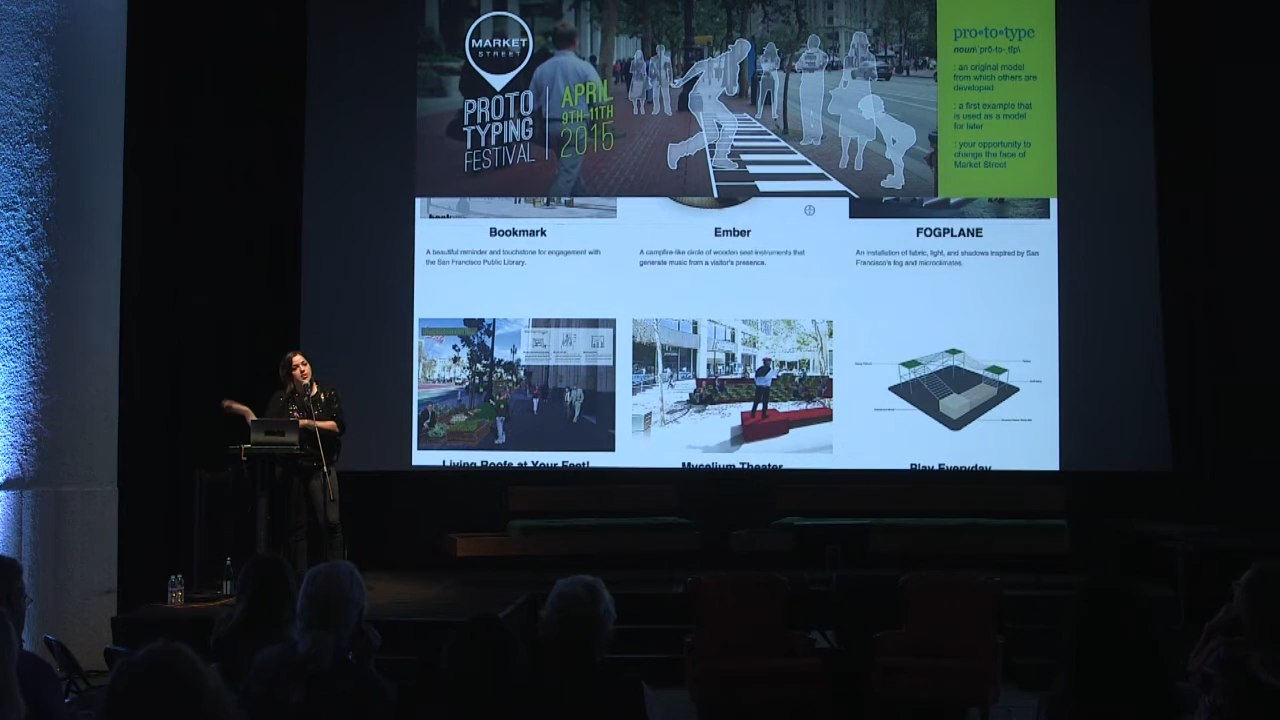 MARKET
STREET
PROTO
TYPING
FESTIVAL
APRIL
9TH-11TH
2015
pro•to•type
noun\ˈprō-tə-ˌtīp\
: an original model
from which others are
developed
: a first example that
is used as a model
for later
: your opportunity to
change the face of
Market Street
Bookmark
A beautiful reminder and touchstone for engagement with
the San Francisco Public Library.
Ember
A campfire-like circle of wooden seat-instruments that
generate music from a visitor's presence.
FOGPLANE
An installation of fabric, light, and shadows inspired by San
Francisco's fog and microclimates.
Living Roofs at Your Feet!
Mycelium Theater
Play Everyday